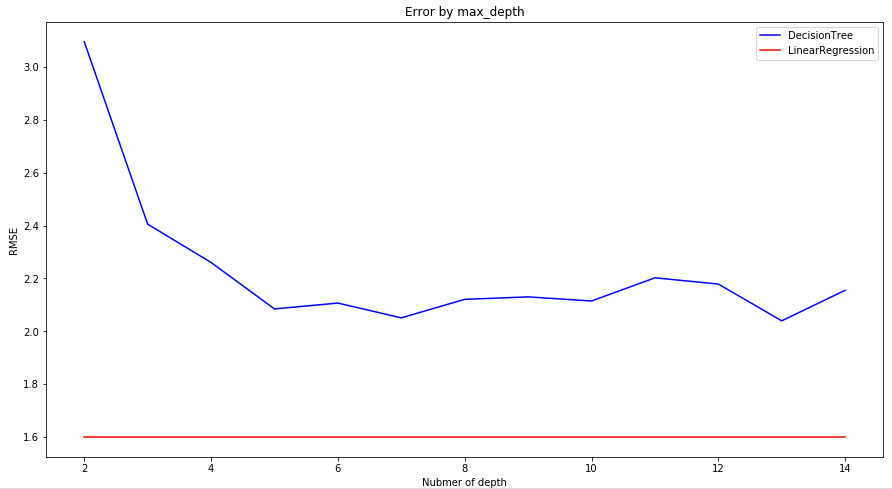 Error by max_depth
DecisionTree
LinearRegression
3.0
2.8
2.6
2.4
2.2
2.0
1.8
1.6
RMSE
2 4 6 8 10 12 14
Nubmer of depth